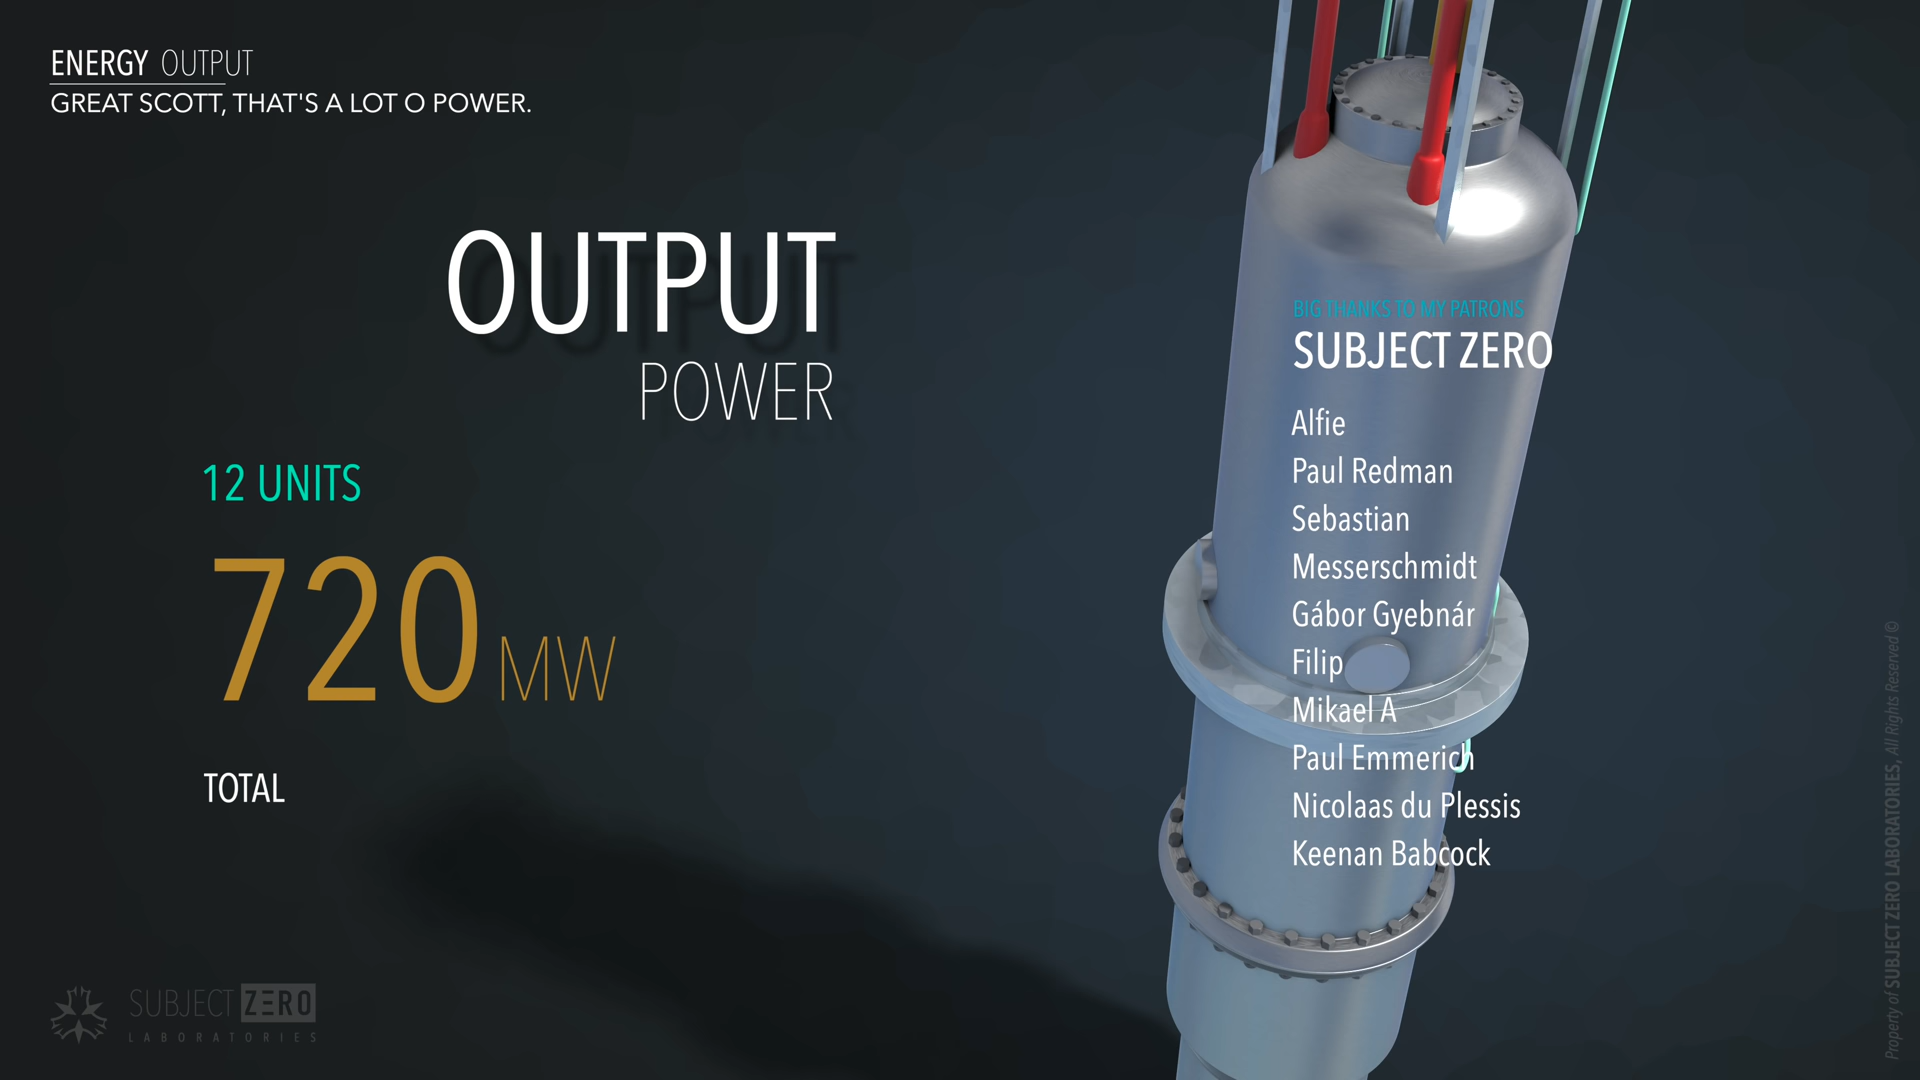 ENERGY OUTPUT
GREAT SCOTT, THAT'S A LOT O POWER.
OUTPUT
POWER
12 UNITS
720 MW
TOTAL
BIG THANKS TO MY PATRONS
SUBJECT ZERO
Alfie
Paul Redman
Sebastian
Messerschmidt
Gábor Gyebnár
Filip
Mikael A
Paul Emmerich
Nicolaas du Plessis
Keenan Babcock
SUBJECT ZERO
LABORATORIES
Property of SUBJECT ZERO LABORATORIES, All Rights Reserved ©